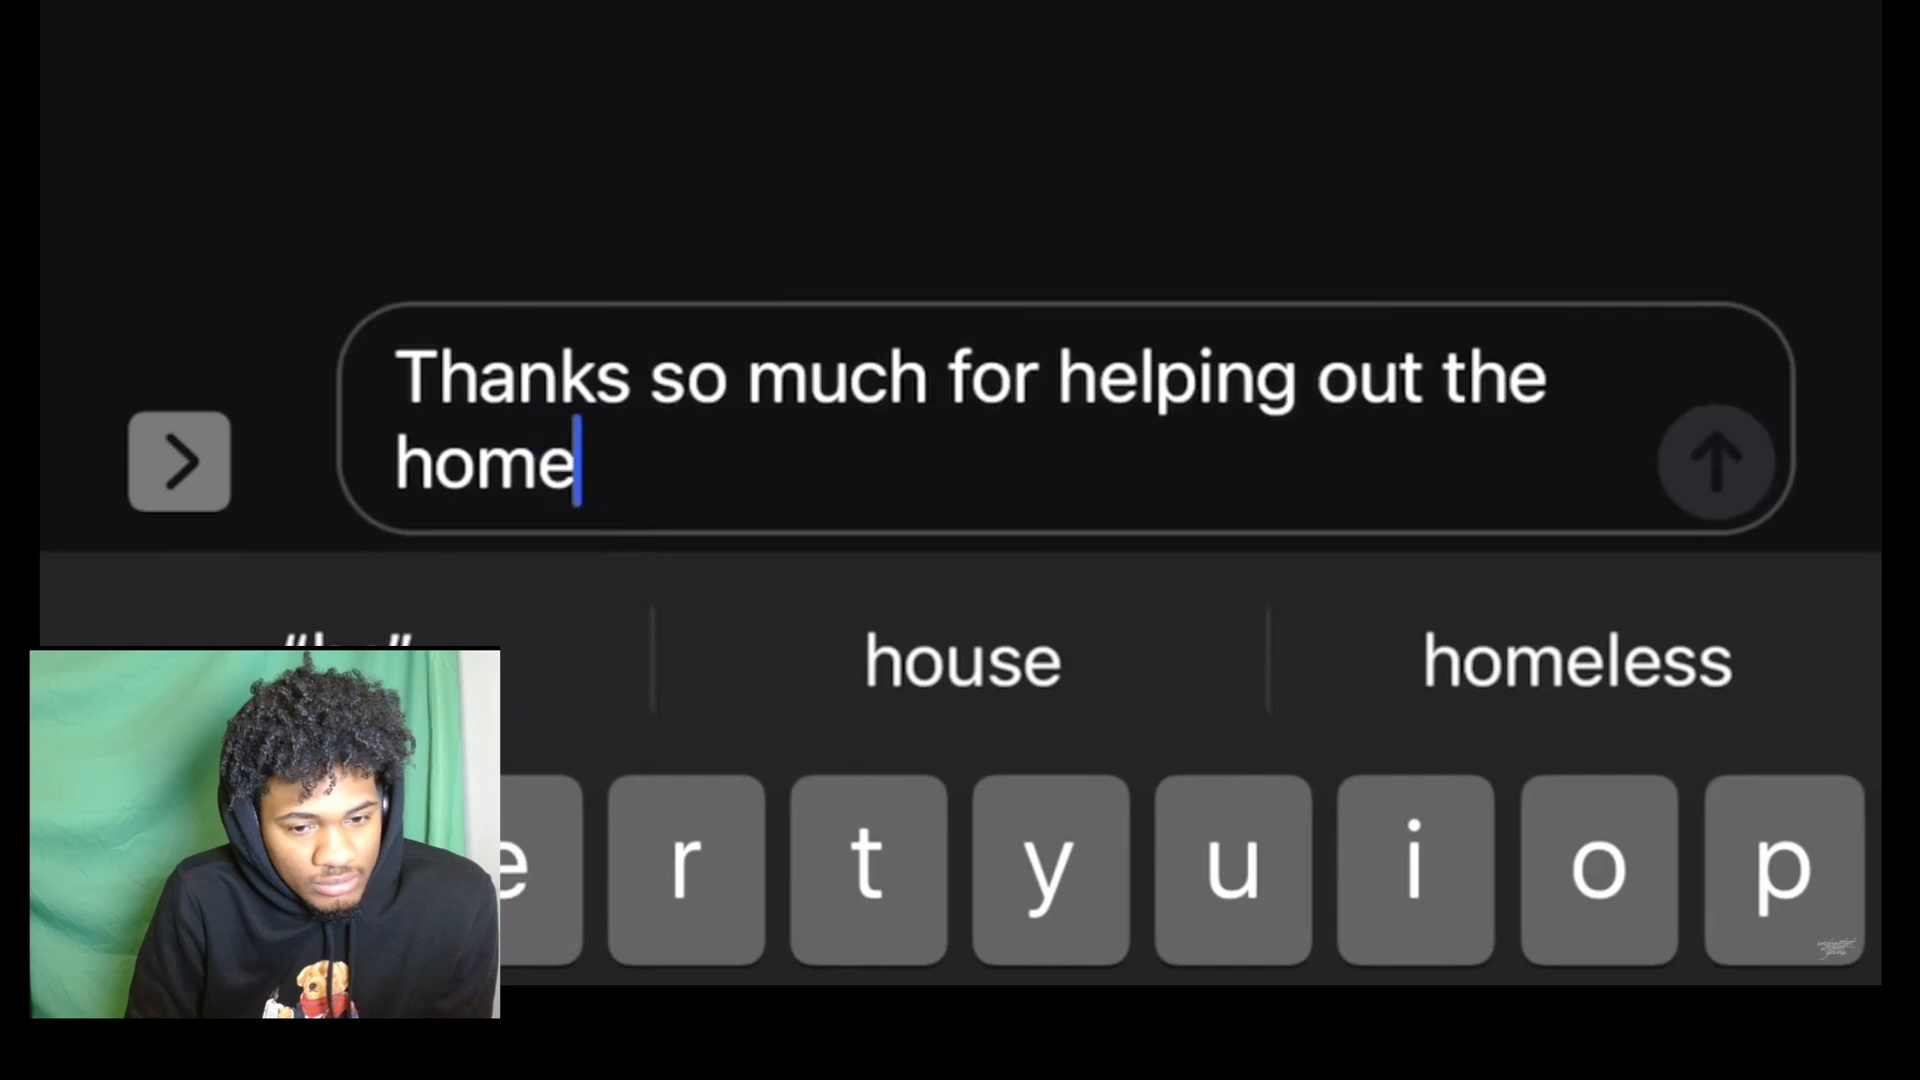 Thanks so much for helping out the
home
house homeless
e r t y u i o p